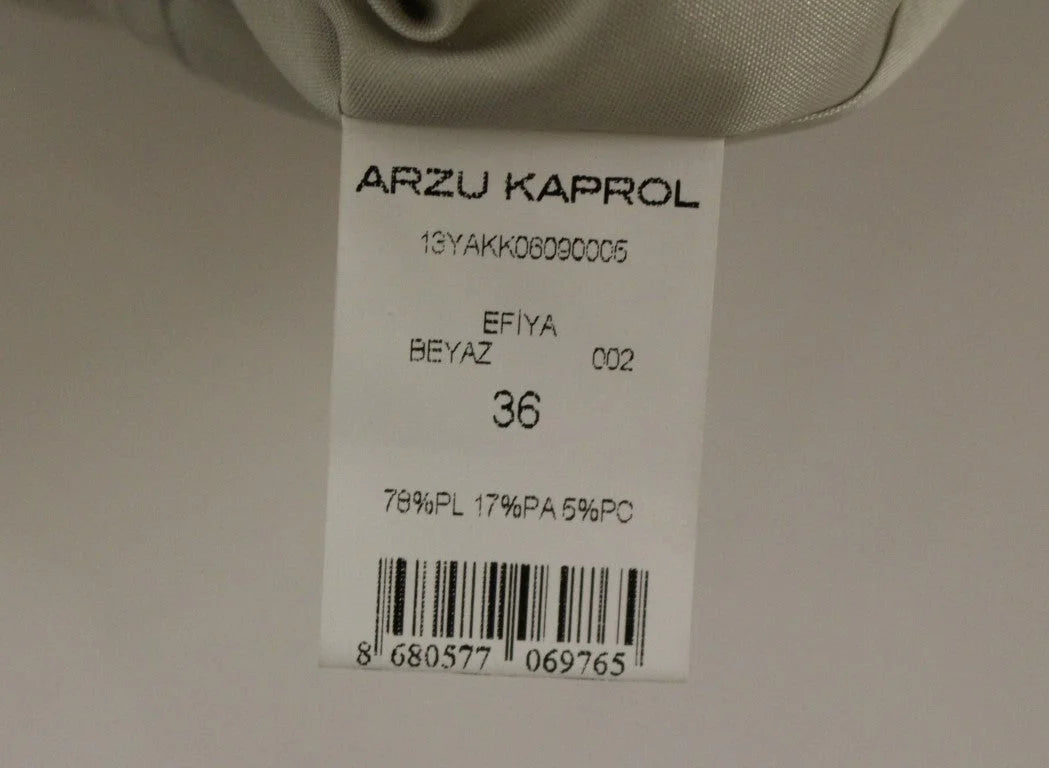 ARZU KAPROL
13YAKK06090005
EFİYA
BEYAZ 002
36
78%PL 17%PA 5%PC
8 680577 069765